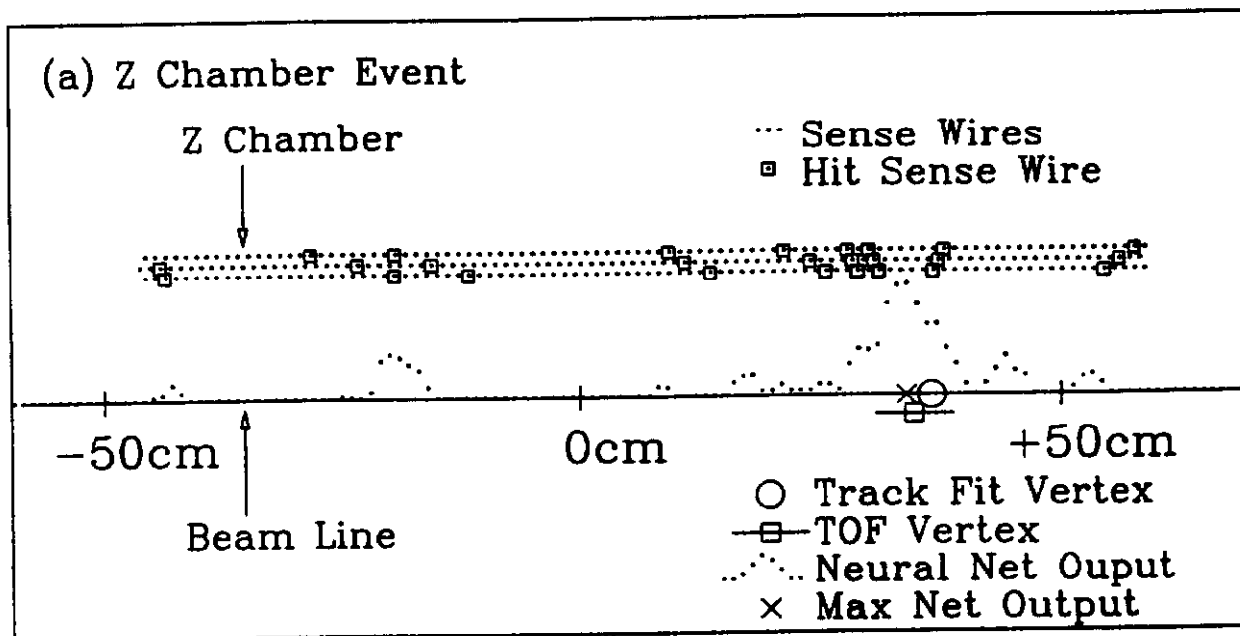 (a) Z Chamber Event
Z Chamber
Sense Wires
Hit Sense Wire
-50cm
0cm
+50cm
Beam Line
Track Fit Vertex
TOF Vertex
Neural Net Ouput
Max Net Output